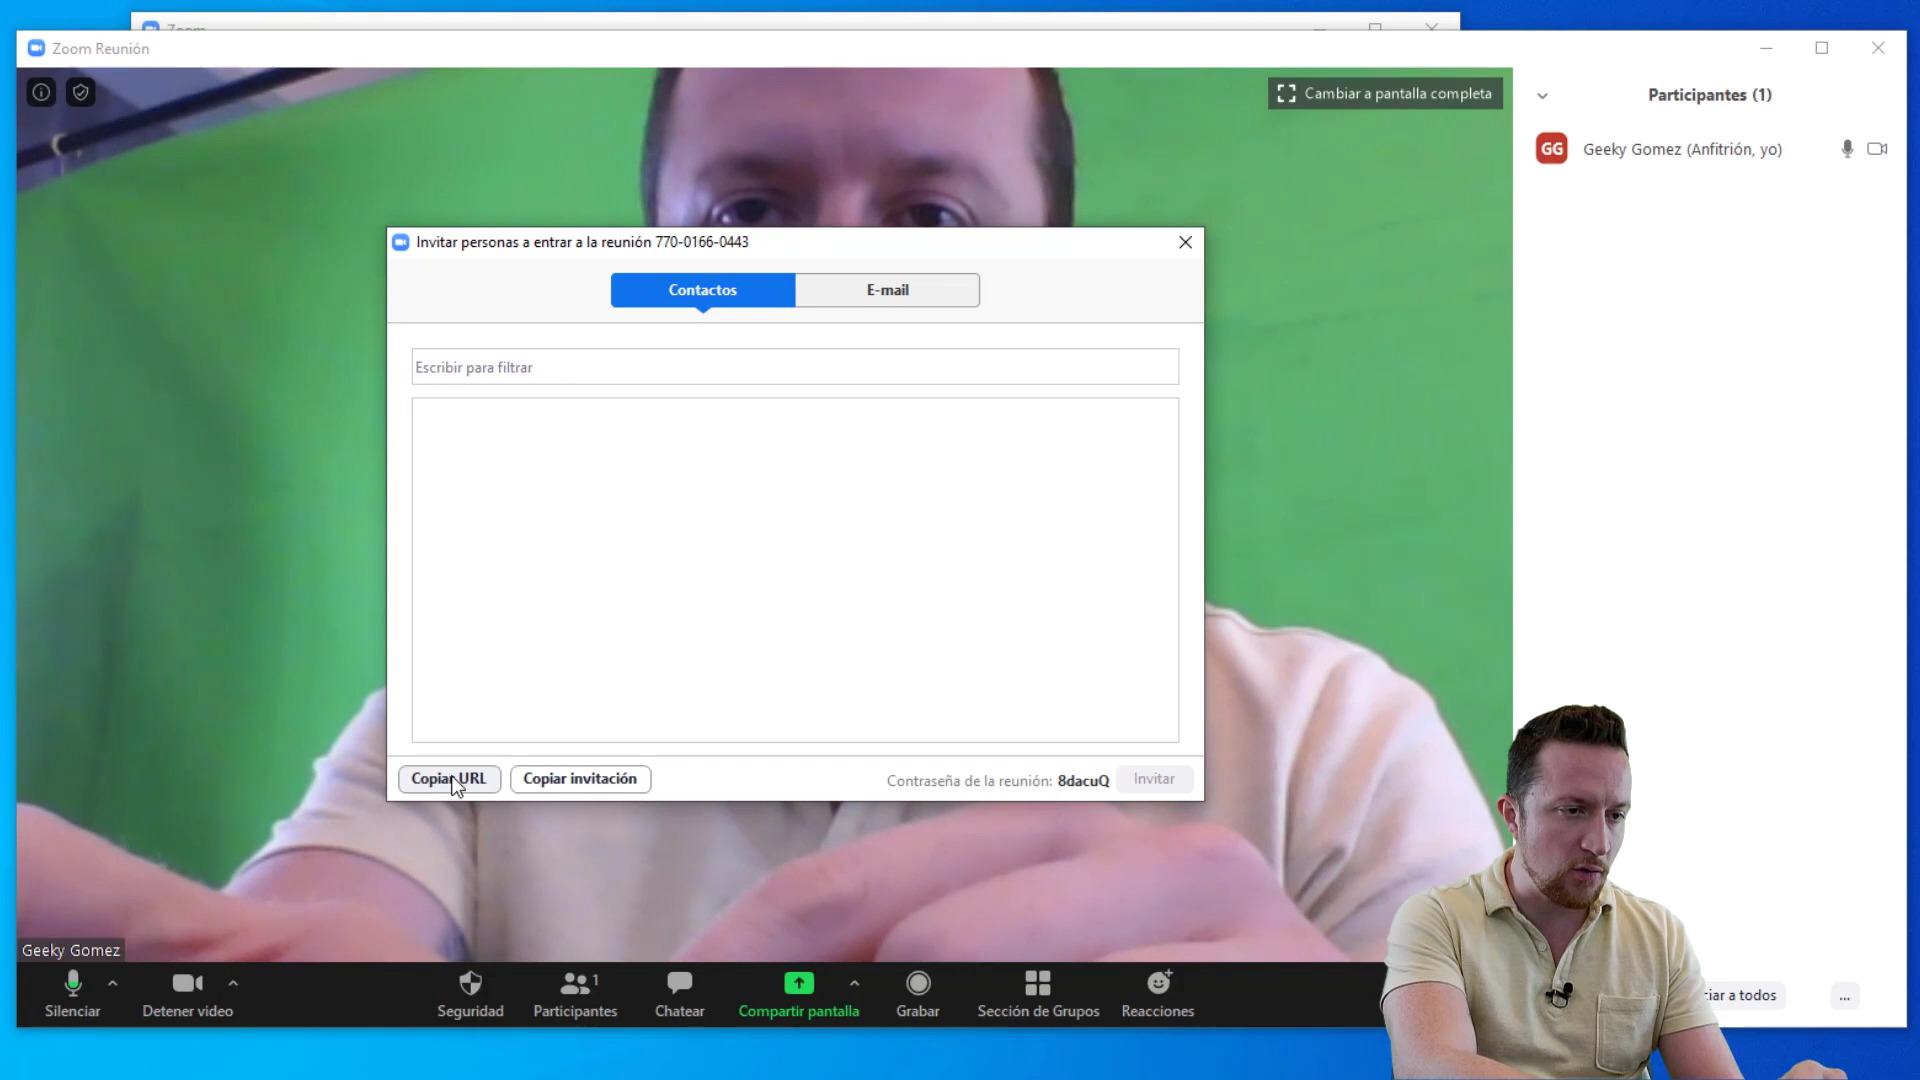 Zoom
Zoom Reunión
Cambiar a pantalla completa
Participantes (1)
GG Geeky Gomez (Anfitrión, yo)
Invitar personas a entrar a la reunión 770-0166-0443
Contactos
E-mail
Escribir para filtrar
Copiar URL
Copiar invitación
Contraseña de la reunión: 8dacuQ
Invitar
Geeky Gomez
Silenciar
Detener video
Seguridad
1
Participantes
Chatear
Compartir pantalla
Grabar
Sección de Grupos
Reacciones
a todos
...